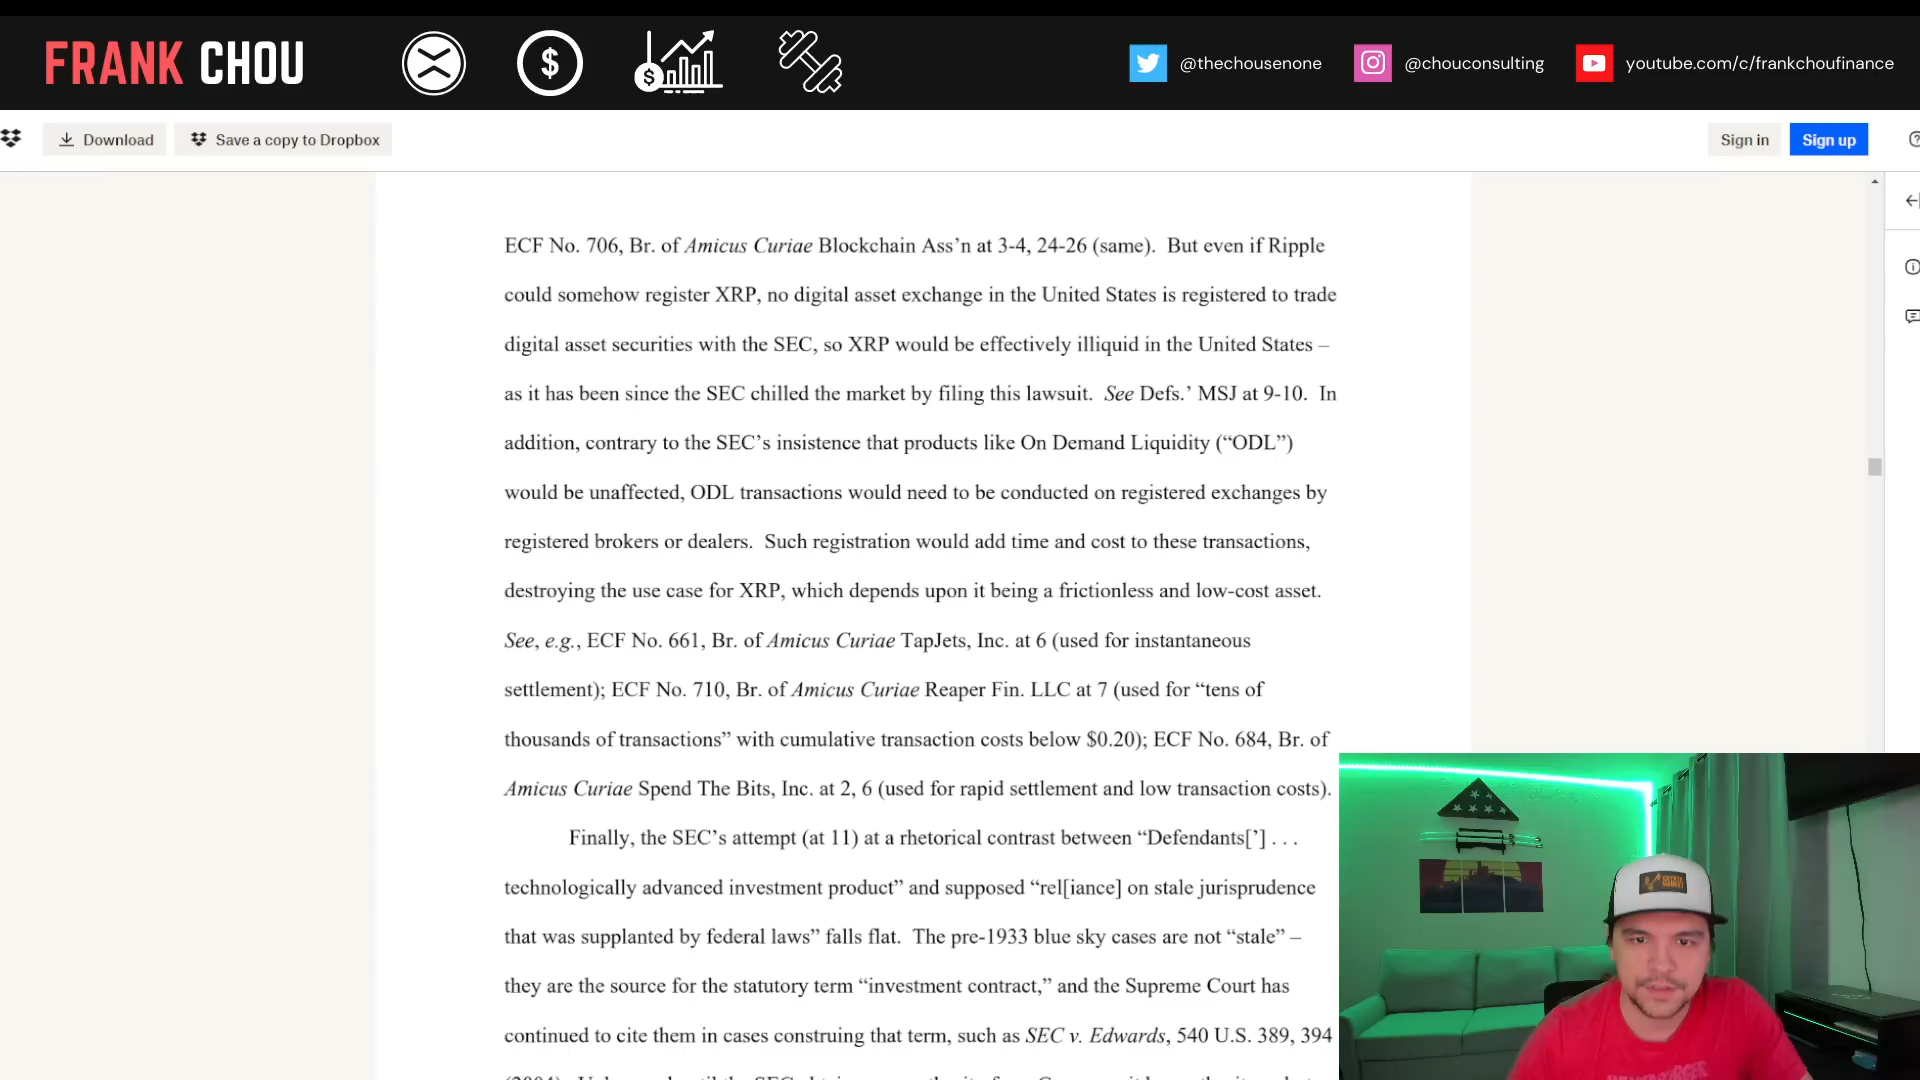 FRANK CHOU
@thechousenone
@chouconsulting
youtube.com/c/frankchoufinance
Download
Save a copy to Dropbox
Sign in
Sign up
ECF No. 706, Br. of Amicus Curiae Blockchain Ass’n at 3-4, 24-26 (same).  But even if Ripple
could somehow register XRP, no digital asset exchange in the United States is registered to trade
digital asset securities with the SEC, so XRP would be effectively illiquid in the United States –
as it has been since the SEC chilled the market by filing this lawsuit.  See Defs.’ MSJ at 9-10.  In
addition, contrary to the SEC’s insistence that products like On Demand Liquidity (“ODL”)
would be unaffected, ODL transactions would need to be conducted on registered exchanges by
registered brokers or dealers.  Such registration would add time and cost to these transactions,
destroying the use case for XRP, which depends upon it being a frictionless and low-cost asset.
See, e.g., ECF No. 661, Br. of Amicus Curiae TapJets, Inc. at 6 (used for instantaneous
settlement); ECF No. 710, Br. of Amicus Curiae Reaper Fin. LLC at 7 (used for “tens of
thousands of transactions” with cumulative transaction costs below $0.20); ECF No. 684, Br. of
Amicus Curiae Spend The Bits, Inc. at 2, 6 (used for rapid settlement and low transaction costs).
Finally, the SEC’s attempt (at 11) at a rhetorical contrast between “Defendants[’] . . .
technologically advanced investment product” and supposed “rel[iance] on stale jurisprudence
that was supplanted by federal laws” falls flat.  The pre-1933 blue sky cases are not “stale” –
they are the source for the statutory term “investment contract,” and the Supreme Court has
continued to cite them in cases construing that term, such as SEC v. Edwards, 540 U.S. 389, 394